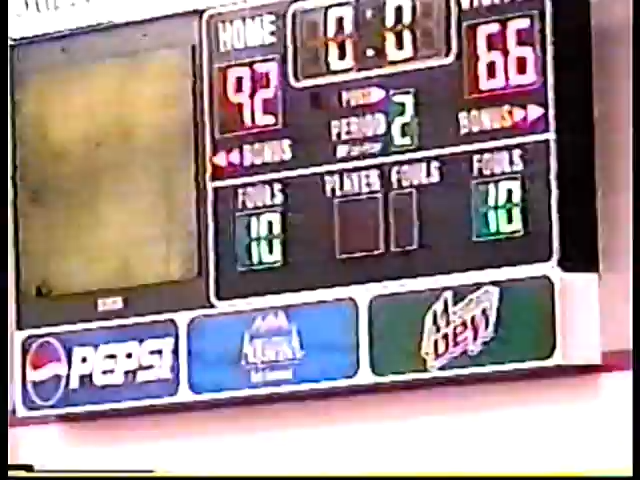 HOME
0:0
92
66
POSS
PERIOD 2
BONUS
BONUS
FOULS
PLAYER FOULS
FOULS
10
10
PEPSI
AQUAFINA
Mtn Dew